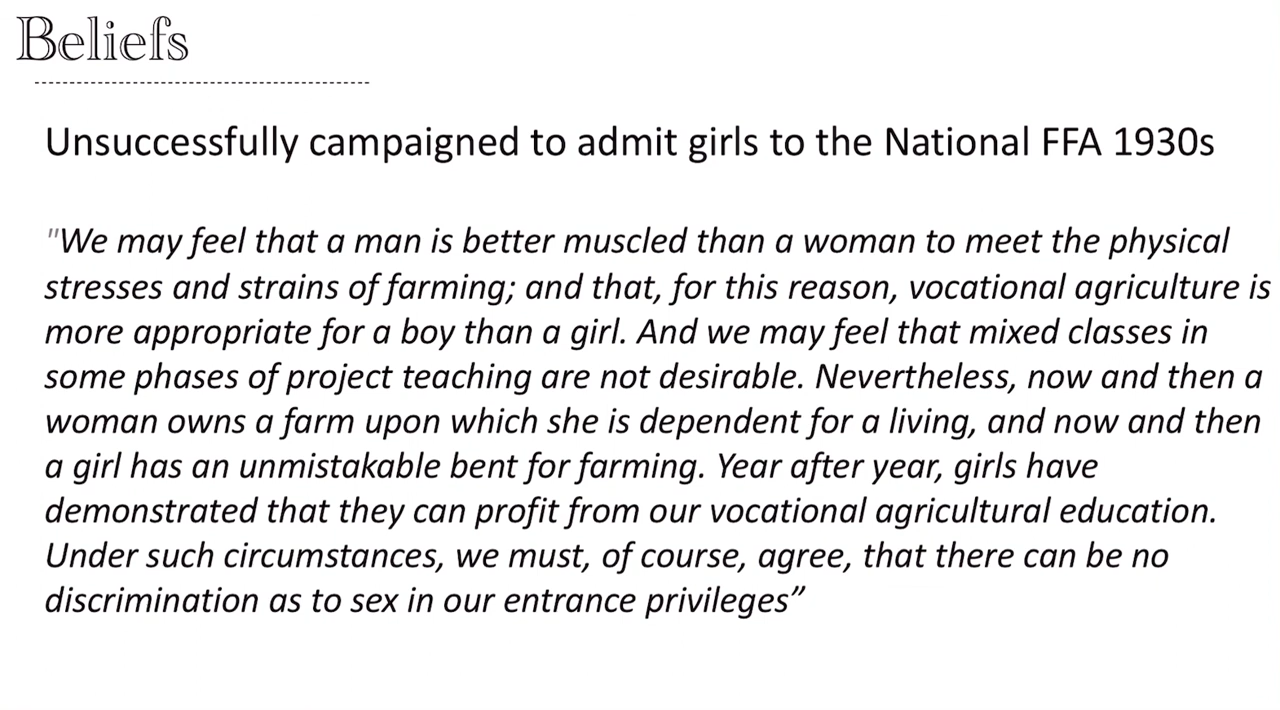 Beliefs
Unsuccessfully campaigned to admit girls to the National FFA 1930s
"We may feel that a man is better muscled than a woman to meet the physical
stresses and strains of farming; and that, for this reason, vocational agriculture is
more appropriate for a boy than a girl. And we may feel that mixed classes in
some phases of project teaching are not desirable. Nevertheless, now and then a
woman owns a farm upon which she is dependent for a living, and now and then
a girl has an unmistakable bent for farming. Year after year, girls have
demonstrated that they can profit from our vocational agricultural education.
Under such circumstances, we must, of course, agree, that there can be no
discrimination as to sex in our entrance privileges”